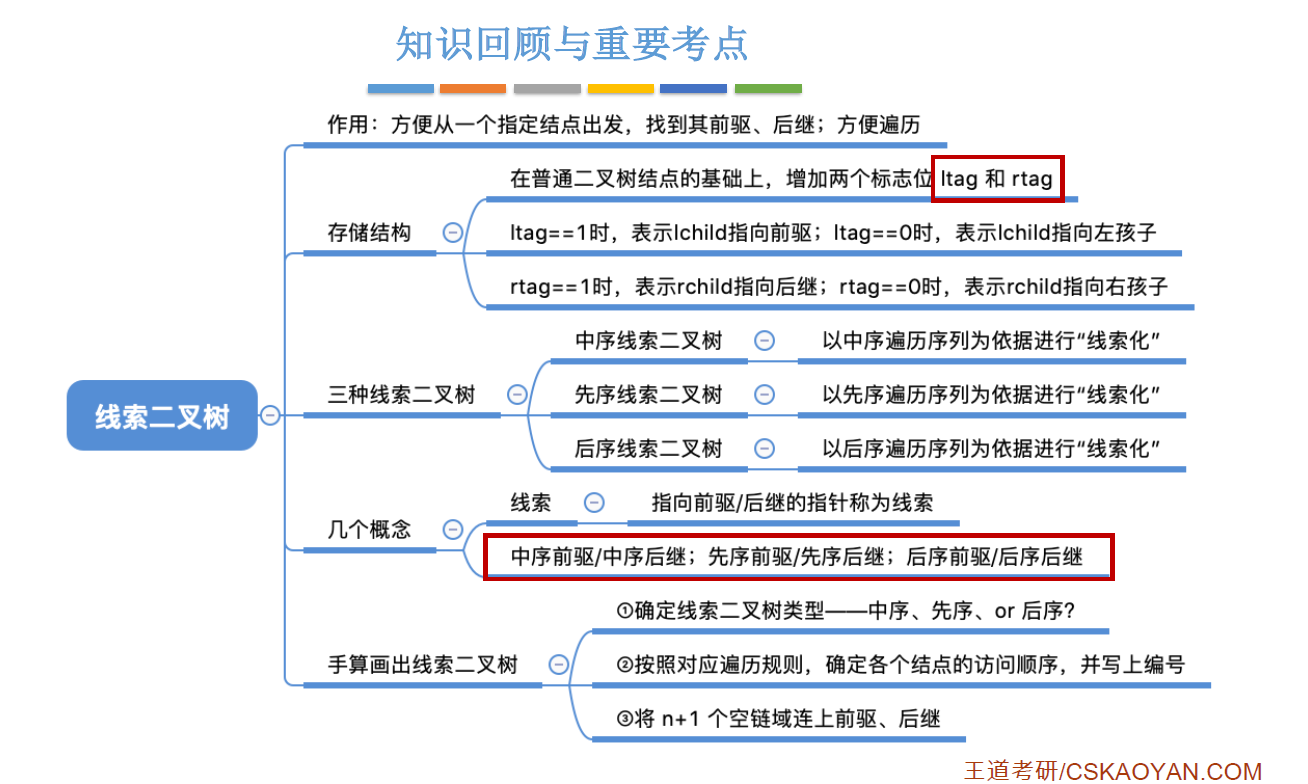 知识回顾与重要考点
作用：方便从一个指定结点出发，找到其前驱、后继；方便遍历
在普通二叉树结点的基础上，增加两个标志位 ltag 和 rtag
存储结构
ltag==1时，表示lchild指向前驱；ltag==0时，表示lchild指向左孩子
rtag==1时，表示rchild指向后继；rtag==0时，表示rchild指向右孩子
中序线索二叉树
以中序遍历序列为依据进行“线索化”
三种线索二叉树
先序线索二叉树
以先序遍历序列为依据进行“线索化”
线索二叉树
后序线索二叉树
以后序遍历序列为依据进行“线索化”
线索
指向前驱/后继的指针称为线索
几个概念
中序前驱/中序后继；先序前驱/先序后继；后序前驱/后序后继
①确定线索二叉树类型——中序、先序、or 后序？
手算画出线索二叉树
②按照对应遍历规则，确定各个结点的访问顺序，并写上编号
③将 n+1 个空链域连上前驱、后继
王道考研/CSKAOYAN.COM